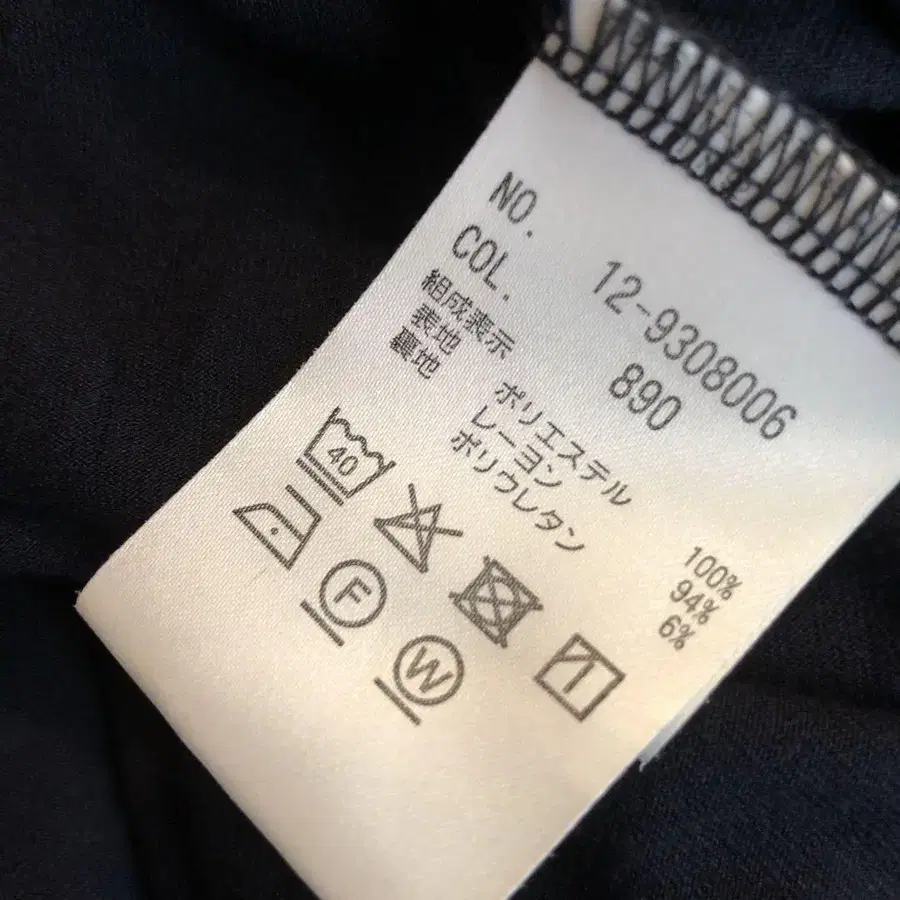 NO. 12-9308006
COL. 890
組成表示
表地 ポリエステル 100%
裏地 レーヨン 94%
ポリウレタン 6%
40
F
W